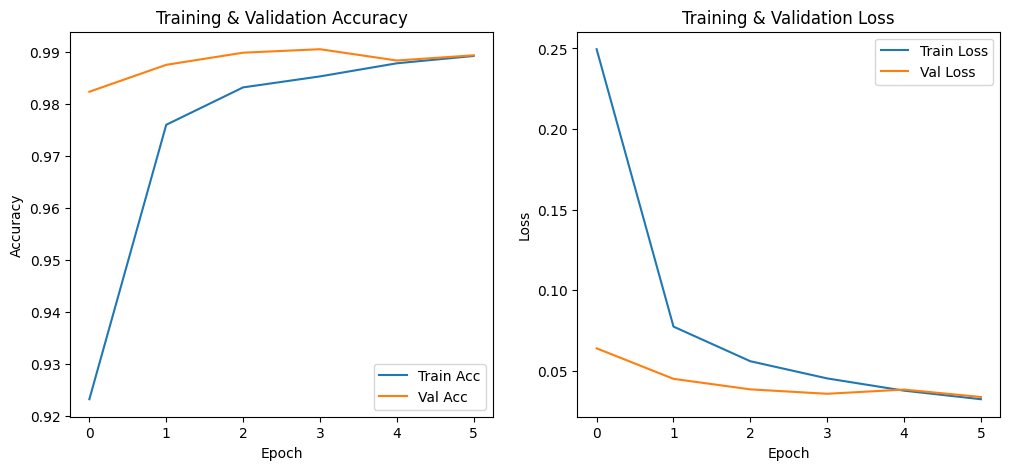 Training & Validation Accuracy
0.99
0.98
0.97
0.96
0.95
0.94
0.93
0.92
Accuracy
0 1 2 3 4 5
Epoch
Train Acc
Val Acc
Training & Validation Loss
0.25
0.20
0.15
0.10
0.05
Loss
0 1 2 3 4 5
Epoch
Train Loss
Val Loss